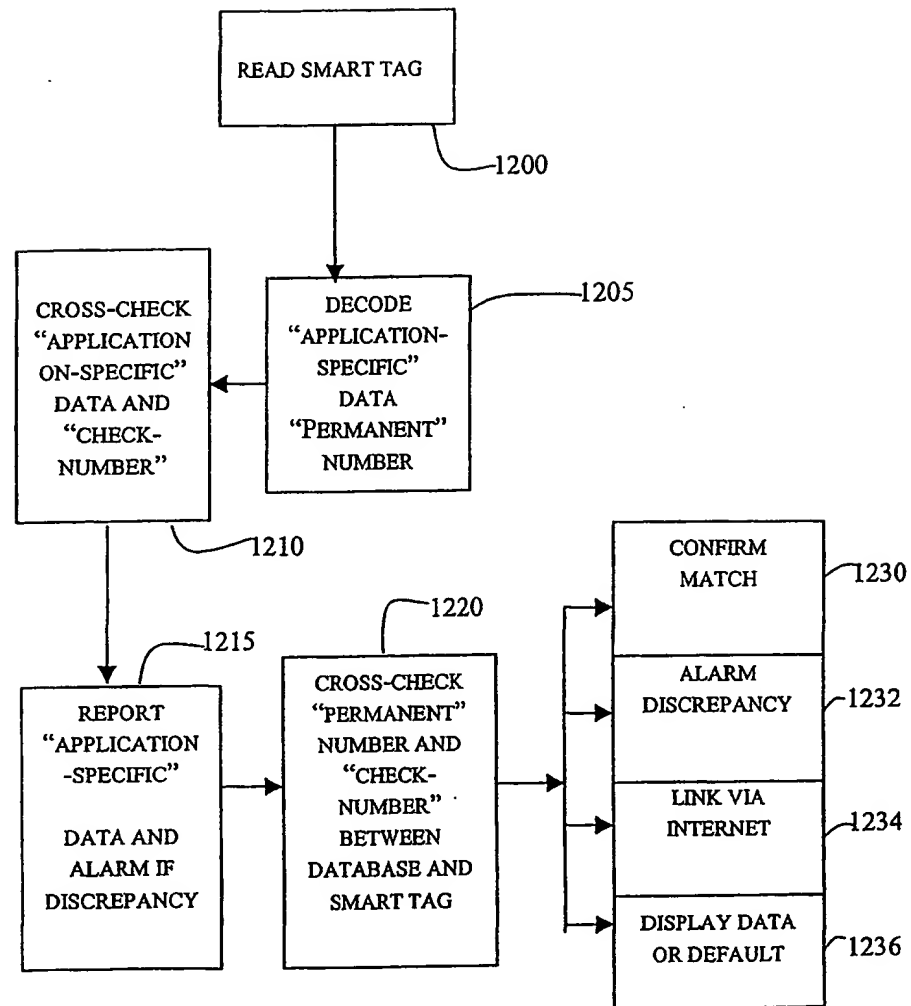 READ SMART TAG
1200
DECODE
“APPLICATION-
SPECIFIC”
DATA
“PERMANENT”
NUMBER
1205
CROSS-CHECK
“APPLICATION
ON-SPECIFIC”
DATA AND
“CHECK-
NUMBER”
1210
REPORT
“APPLICATION
-SPECIFIC”
DATA AND
ALARM IF
DISCREPANCY
1215
CROSS-CHECK
“PERMANENT”
NUMBER AND
“CHECK-
NUMBER”
BETWEEN
DATABASE AND
SMART TAG
1220
CONFIRM
MATCH
1230
ALARM
DISCREPANCY
1232
LINK VIA
INTERNET
1234
DISPLAY DATA
OR DEFAULT
1236